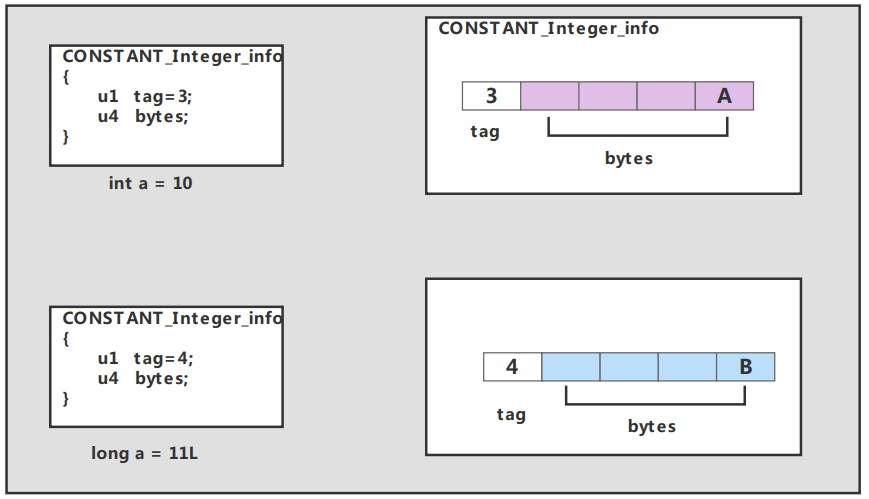 CONSTANT_Integer_info
{
u1 tag=3;
u4 bytes;
}
int a = 10
CONSTANT_Integer_info
3
A
tag
bytes
CONSTANT_Integer_info
{
u1 tag=4;
u4 bytes;
}
long a = 11L
4
B
tag
bytes